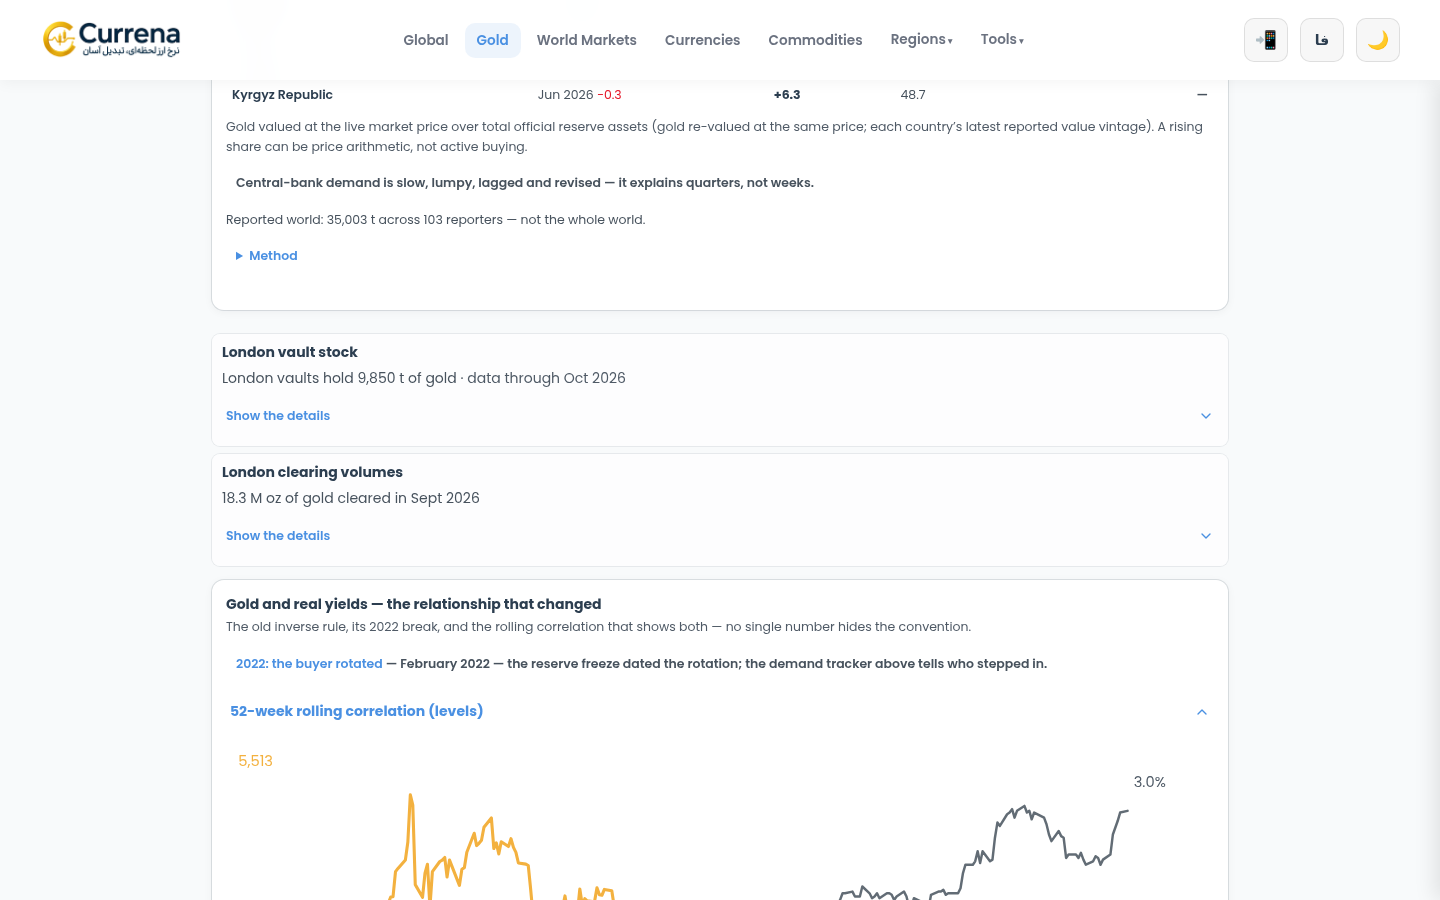 Currena
نرخ ارز لحظه‌ای، تبدیل آسان
Global
Gold
World Markets
Currencies
Commodities
Regions ▾
Tools ▾
فا
Kyrgyz Republic Jun 2026 −0.3 +6.3 48.7 —
Gold valued at the live market price over total official reserve assets (gold re-valued at the same price; each country’s latest reported value vintage). A rising
share can be price arithmetic, not active buying.
Central-bank demand is slow, lumpy, lagged and revised — it explains quarters, not weeks.
Reported world: 35,003 t across 103 reporters — not the whole world.
Method
London vault stock
London vaults hold 9,850 t of gold · data through Oct 2026
Show the details
London clearing volumes
18.3 M oz of gold cleared in Sept 2026
Show the details
Gold and real yields — the relationship that changed
The old inverse rule, its 2022 break, and the rolling correlation that shows both — no single number hides the convention.
2022: the buyer rotated — February 2022 — the reserve freeze dated the rotation; the demand tracker above tells who stepped in.
52-week rolling correlation (levels)
5,513
3.0%